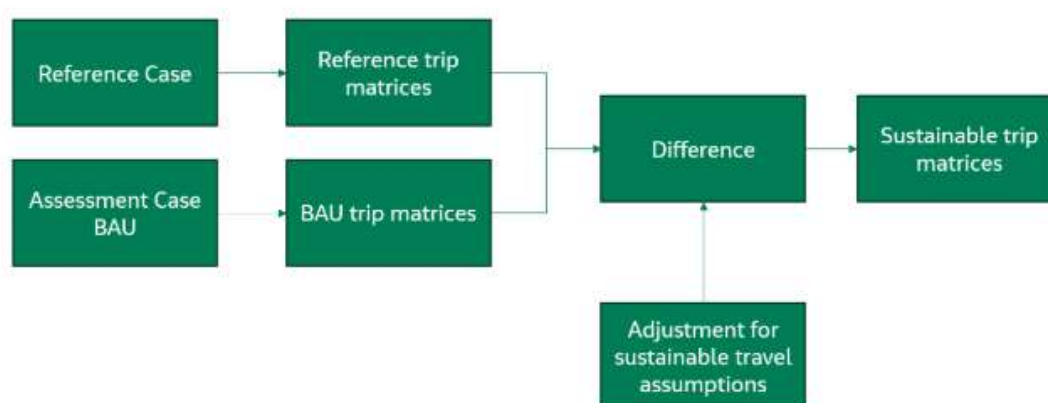 Reference Case
Reference trip
matrices
Difference
Sustainable trip
matrices
Assessment Case
BAU
BAU trip matrices
Adjustment for
sustainable travel
assumptions